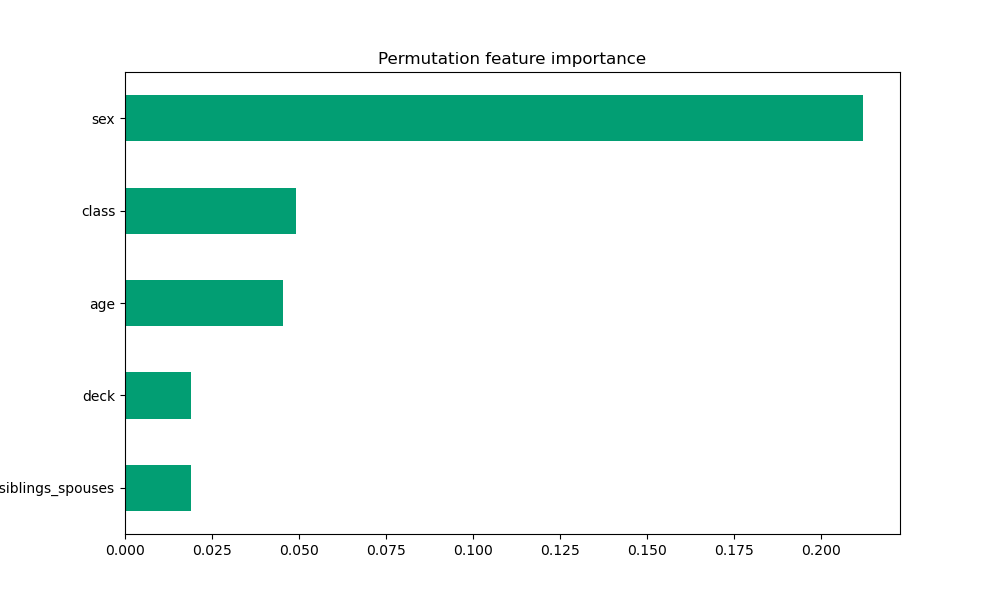 Permutation feature importance
sex
class
age
deck
siblings_spouses
0.000 0.025 0.050 0.075 0.100 0.125 0.150 0.175 0.200